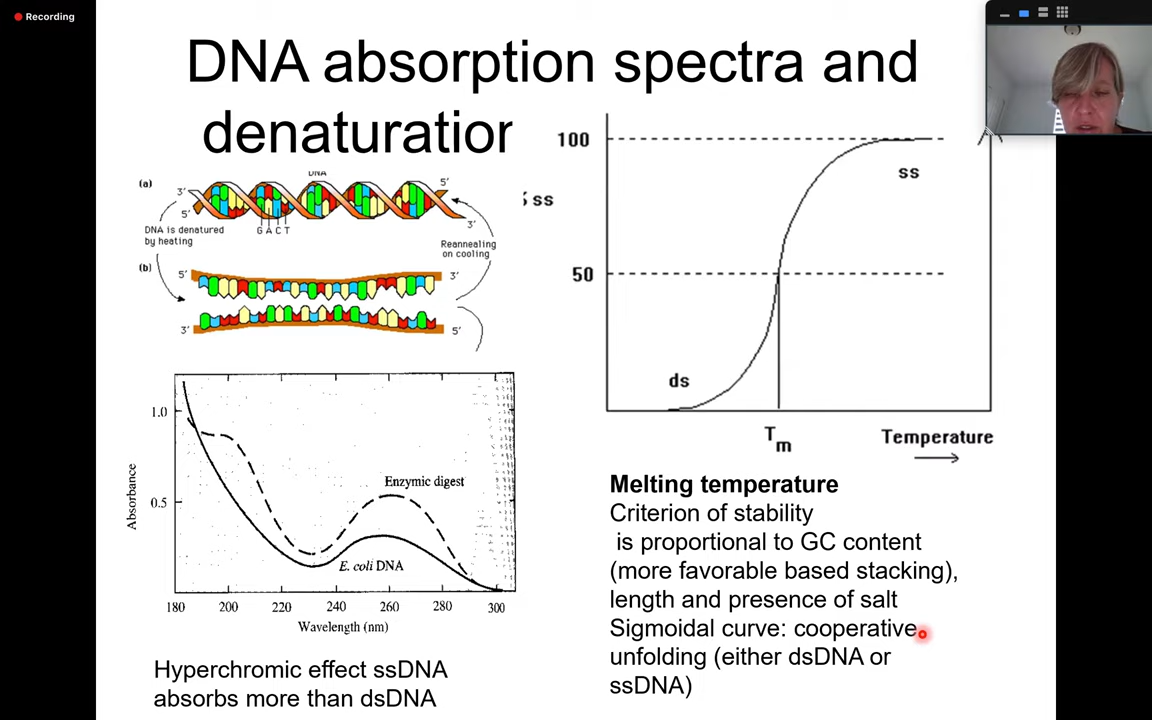 Recording
DNA absorption spectra and
denaturation
DNA
(a)
3'
5'
5'
3'
G A C T
DNA is denatured
by heating
Reannealing
on cooling
(b)
5'
3'
3'
5'
1.0
0.5
Absorbance
Enzymic digest
E. coli DNA
180 200 220 240 260 280 300
Wavelength (nm)
Hyperchromic effect ssDNA
absorbs more than dsDNA
100
ss
ss
50
ds
Tm
Temperature
Melting temperature
Criterion of stability
is proportional to GC content
(more favorable based stacking),
length and presence of salt
Sigmoidal curve: cooperative
unfolding (either dsDNA or
ssDNA)